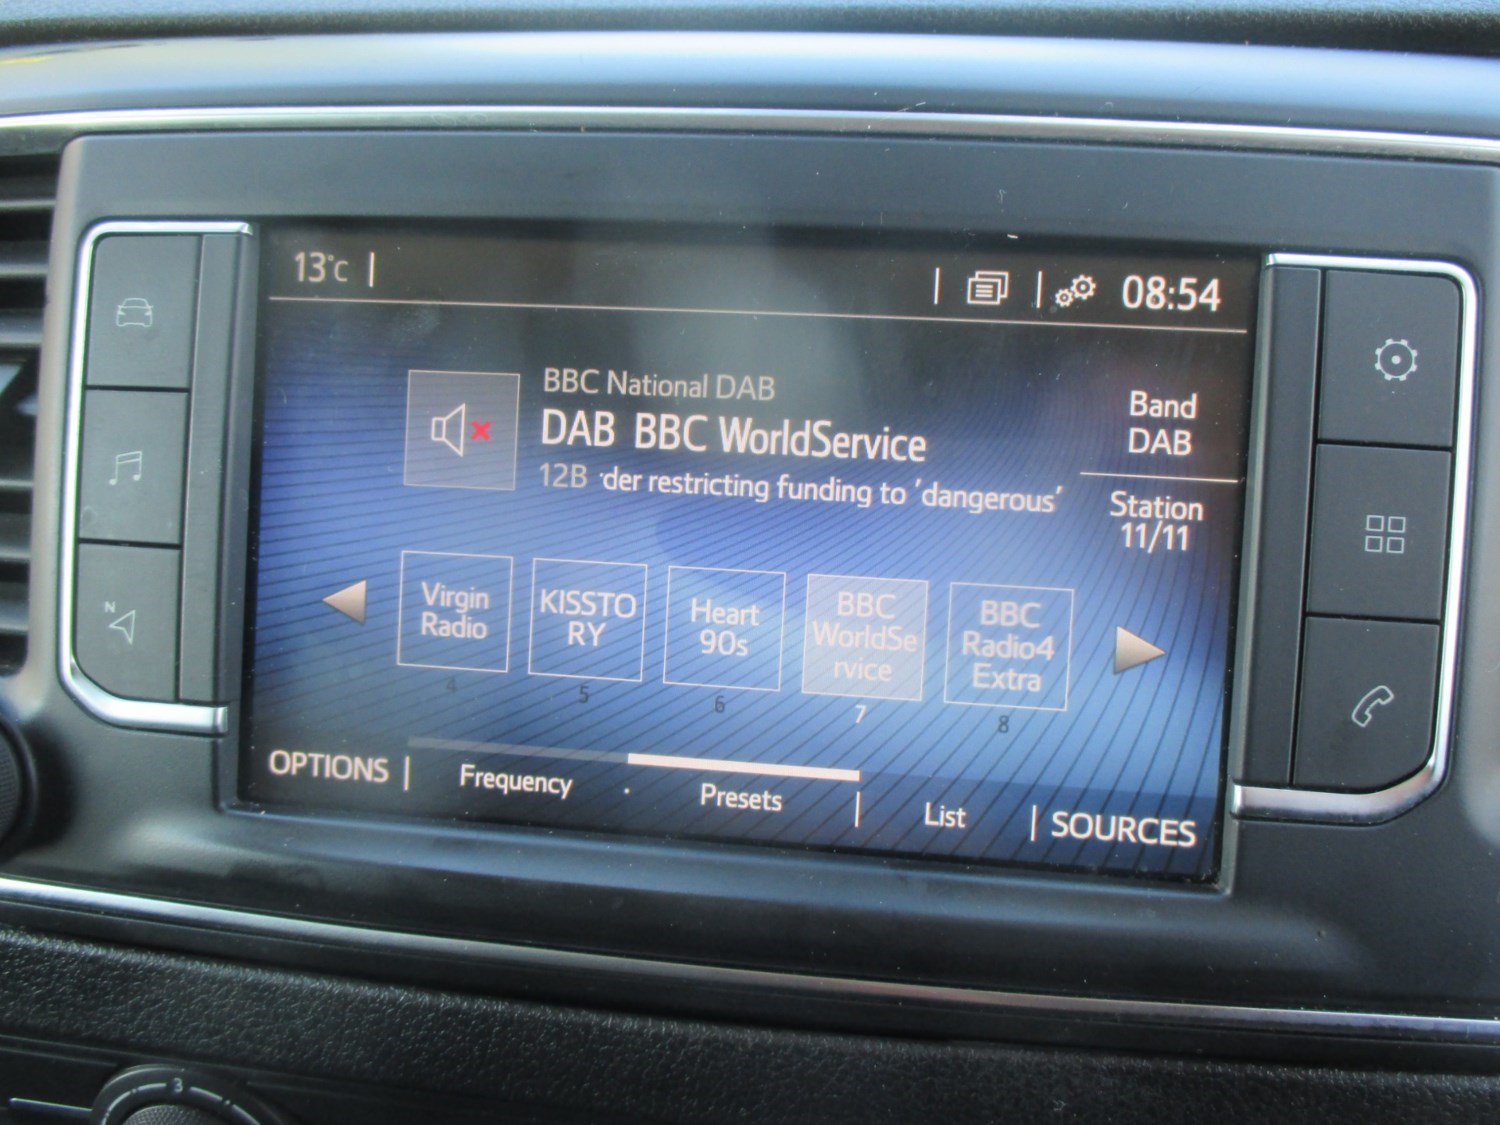 13°C
08:54
BBC National DAB
DAB BBC WorldService
12B der restricting funding to 'dangerous'
Band
DAB
Station
11/11
Virgin
Radio
4
KISSTO
RY
5
Heart
90s
6
BBC
WorldSe
rvice
7
BBC
Radio4
Extra
8
OPTIONS
Frequency
Presets
List
SOURCES
N
3